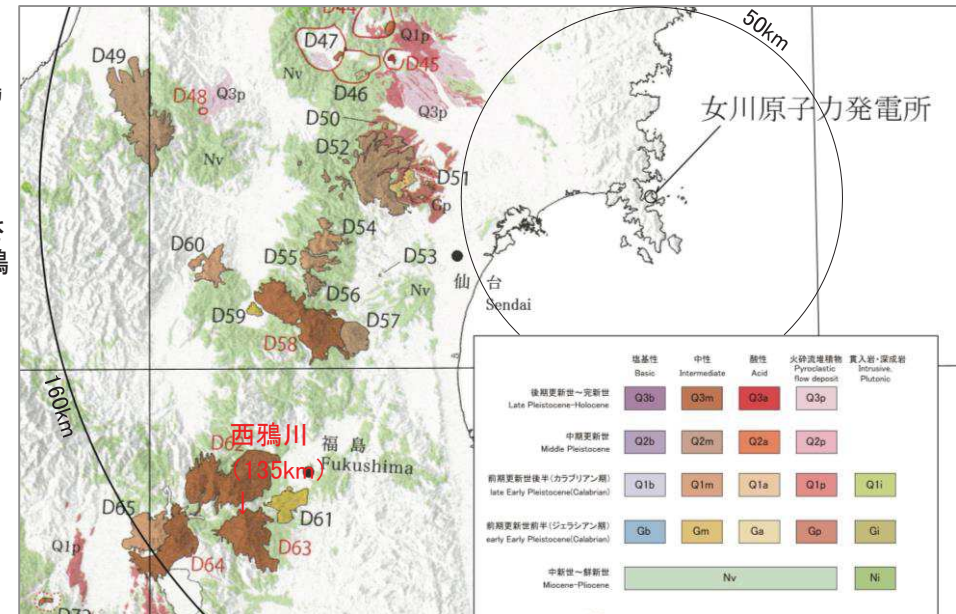 D44
D47
Q1p
50km
D49
Nv
D45
D48
Q3p
D46
Q3p
女川原子力発電所
D50
D52
Nv
D51
Gp
D54
D60
D55
D53
仙台
Sendai
D56
Nv
D59
D57
D58
160km
塩基性
Basic
中性
Intermediate
酸性
Acid
火砕流堆積物
Pyroclastic
flow deposit
貫入岩・深成岩
Intrusive,
Plutonic
後期更新世～完新世
Late Pleistocene-Holocene
Q3b
Q3m
Q3a
Q3p
中期更新世
Middle Pleistocene
Q2b
Q2m
Q2a
Q2p
前期更新世後半(カラブリアン期)
late Early Pleistocene(Calabrian)
Q1b
Q1m
Q1a
Q1p
Q1i
前期更新世前半(ジェラシアン期)
early Early Pleistocene(Calabrian)
Gb
Gm
Ga
Gp
Gi
中新世～鮮新世
Miocene-Pliocene
Nv
Ni
西鴉川
(135km)
D62
福島
Fukushima
D61
D65
Q1p
D64
D63